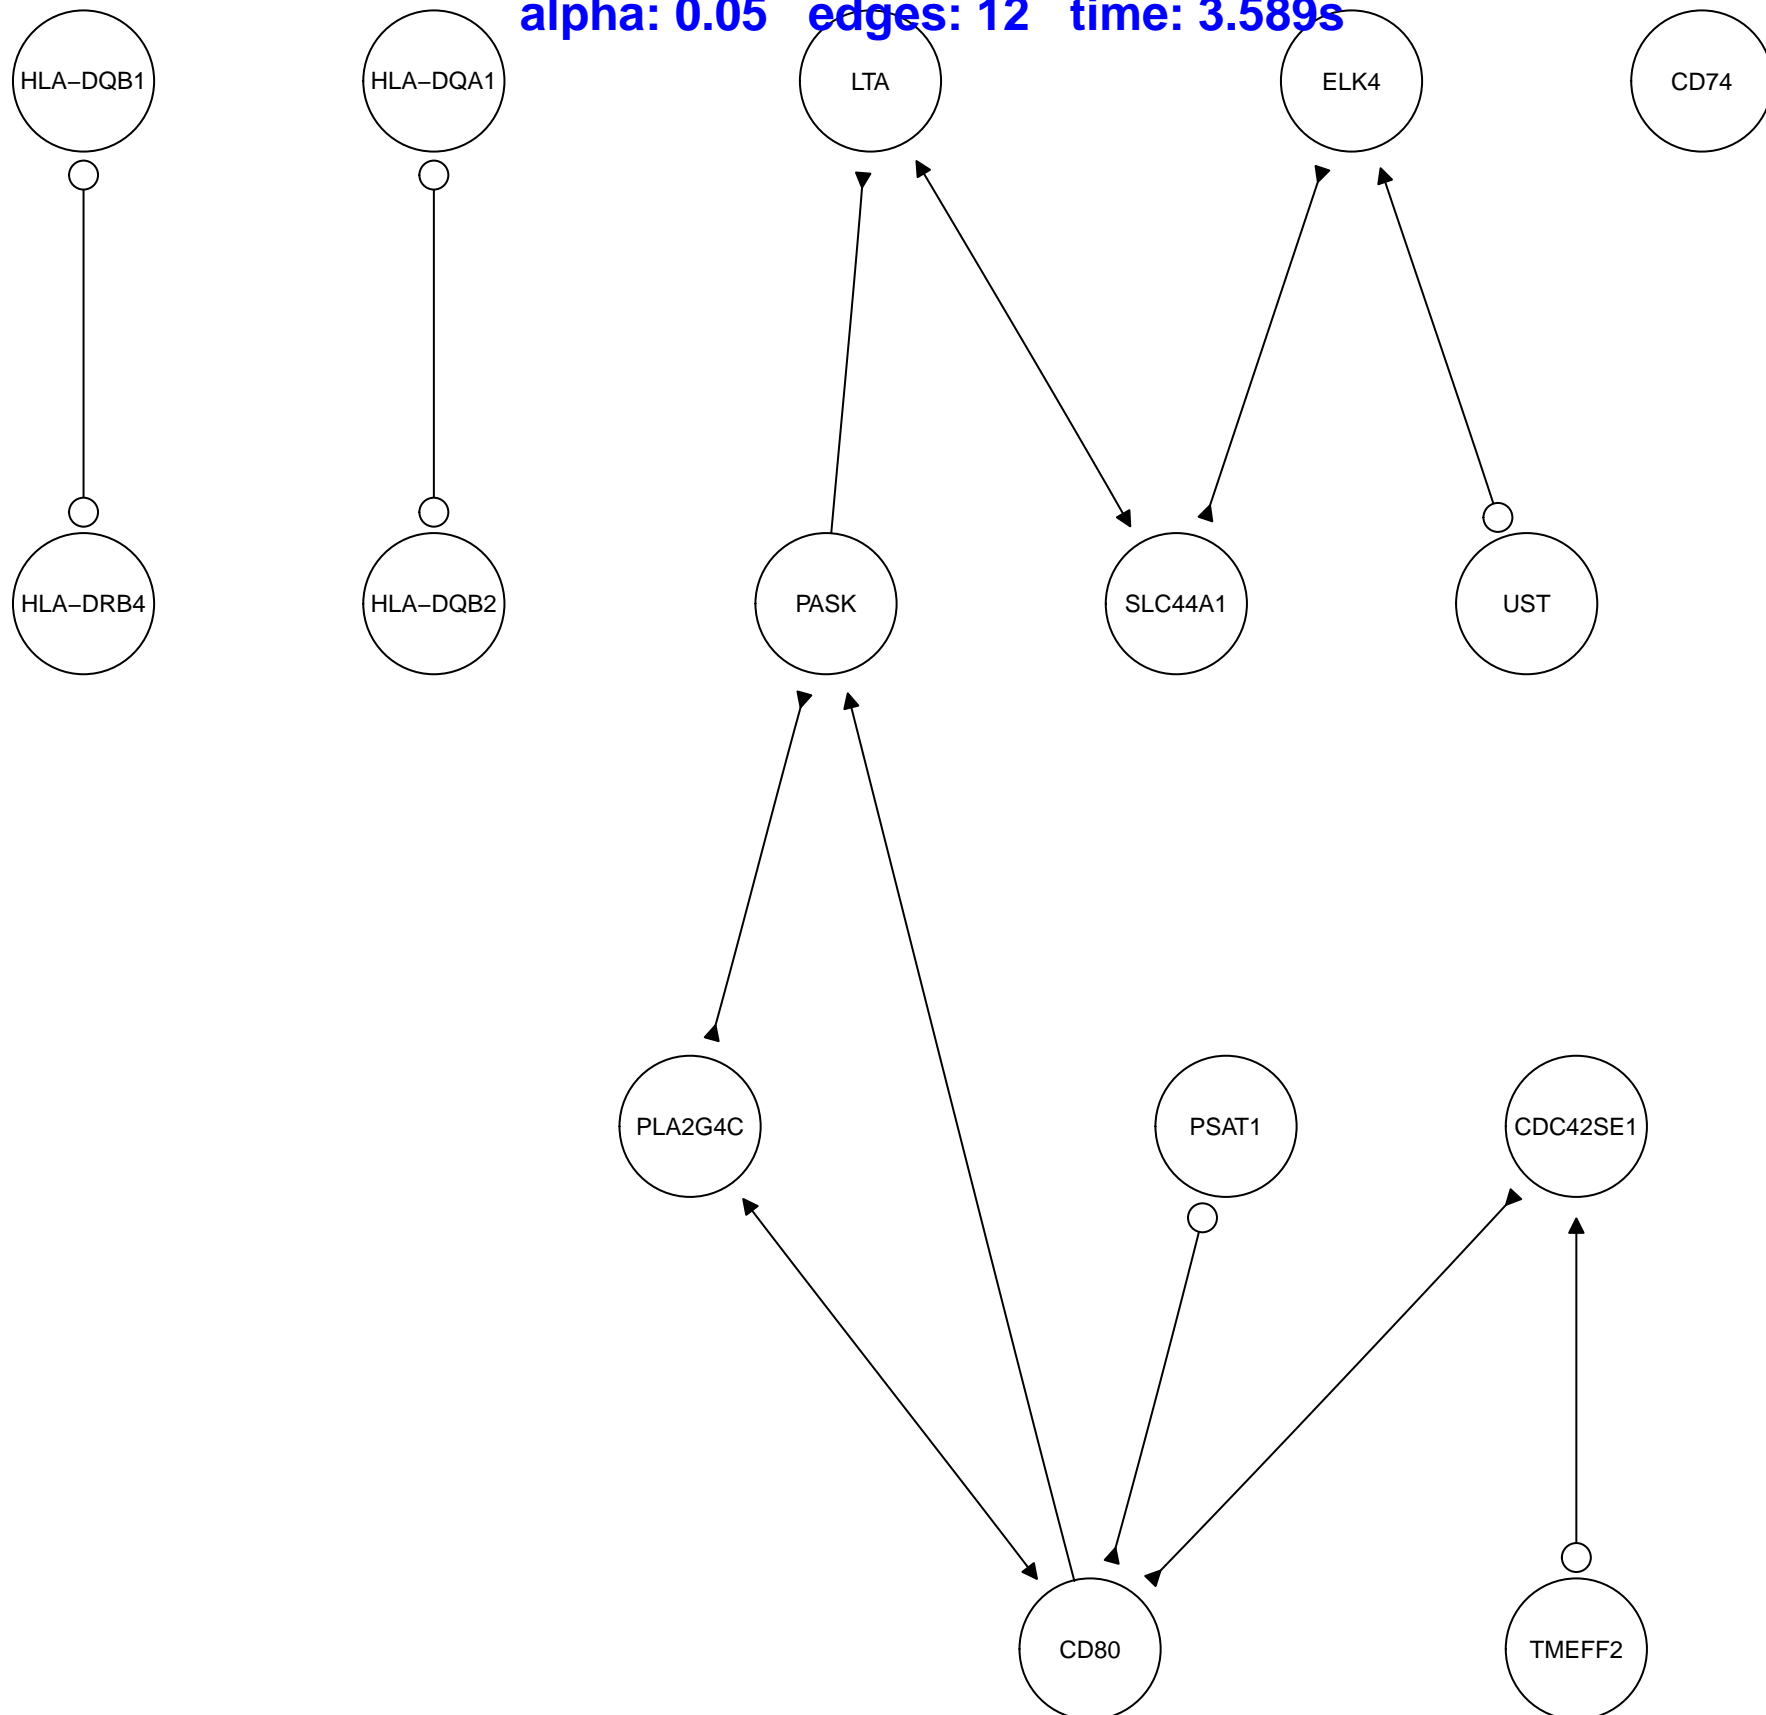 alpha: 0.05 edges: 12 time: 3.589s
HLA−DQB1 HLA−DQA1 LTA ELK4 CD74
HLA−DRB4 HLA−DQB2 PASK SLC44A1 UST
PLA2G4C PSAT1 CDC42SE1
CD80 TMEFF2